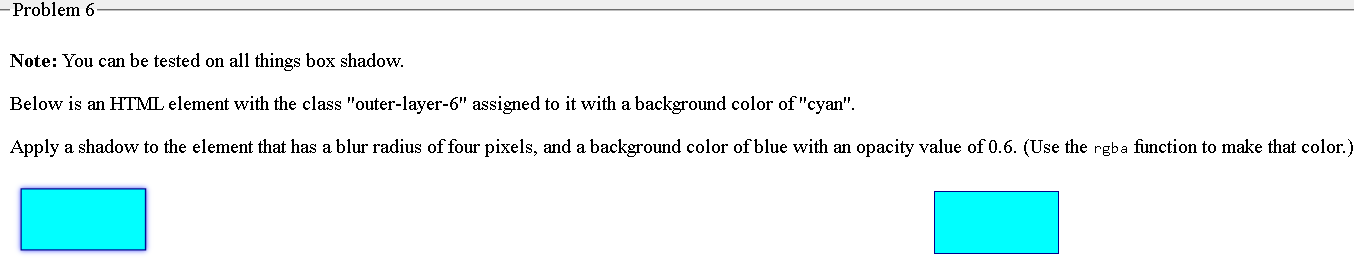 Problem 6
Note: You can be tested on all things box shadow.
Below is an HTML element with the class "outer-layer-6" assigned to it with a background color of "cyan".
Apply a shadow to the element that has a blur radius of four pixels, and a background color of blue with an opacity value of 0.6. (Use the rgba function to make that color.)